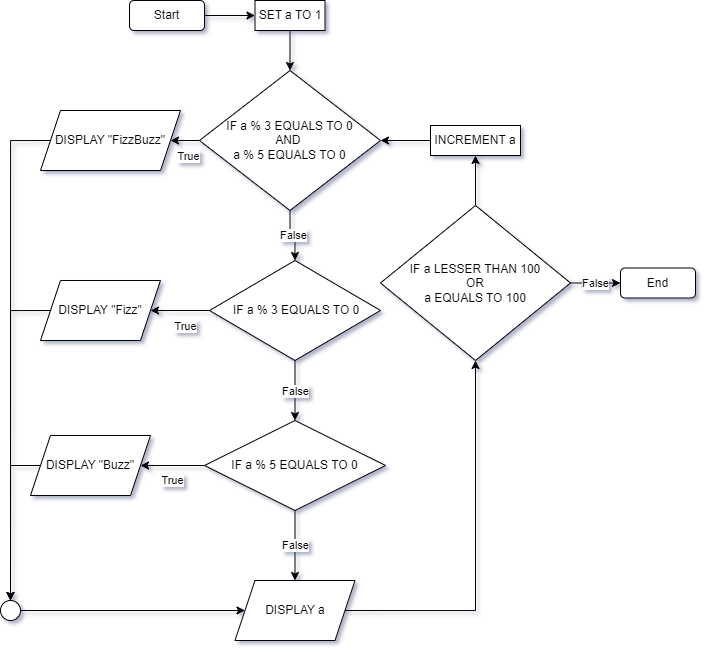 Start
SET a TO 1
IF a % 3 EQUALS TO 0
AND
a % 5 EQUALS TO 0
DISPLAY "FizzBuzz"
True
INCREMENT a
False
IF a LESSER THAN 100
OR
a EQUALS TO 100
False
End
IF a % 3 EQUALS TO 0
DISPLAY "Fizz"
True
False
IF a % 5 EQUALS TO 0
DISPLAY "Buzz"
True
False
DISPLAY a